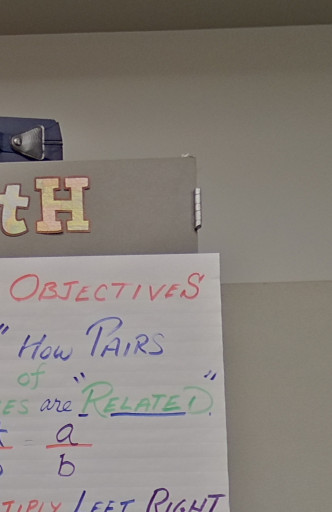 tH
OBJECTIVES
" How PAIRS
of
ES are "RELATED".
= a
b
TIPLY LEFT RIGHT